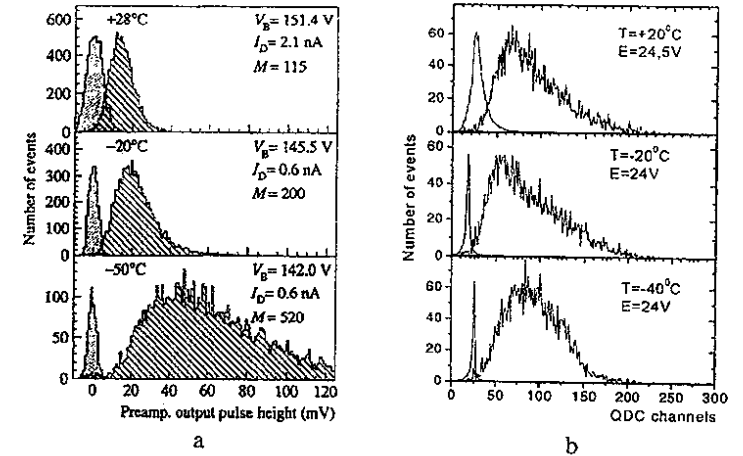 600
400
200
0
+28°C
V_B = 151.4 V
I_D = 2.1 nA
M = 115
400
300
200
100
0
−20°C
V_B = 145.5 V
I_D = 0.6 nA
M = 200
100
50
0
−50°C
V_B = 142.0 V
I_D = 0.6 nA
M = 520
Number of events
0 20 40 60 80 100 120
Preamp. output pulse height (mV)
a
60
40
20
0
T=+20⁰C
E=24,5V
60
40
20
0
T=-20⁰C
E=24V
60
40
20
0
T=-40⁰C
E=24V
Number of events
0 50 100 150 200 250 300
QDC channels
b